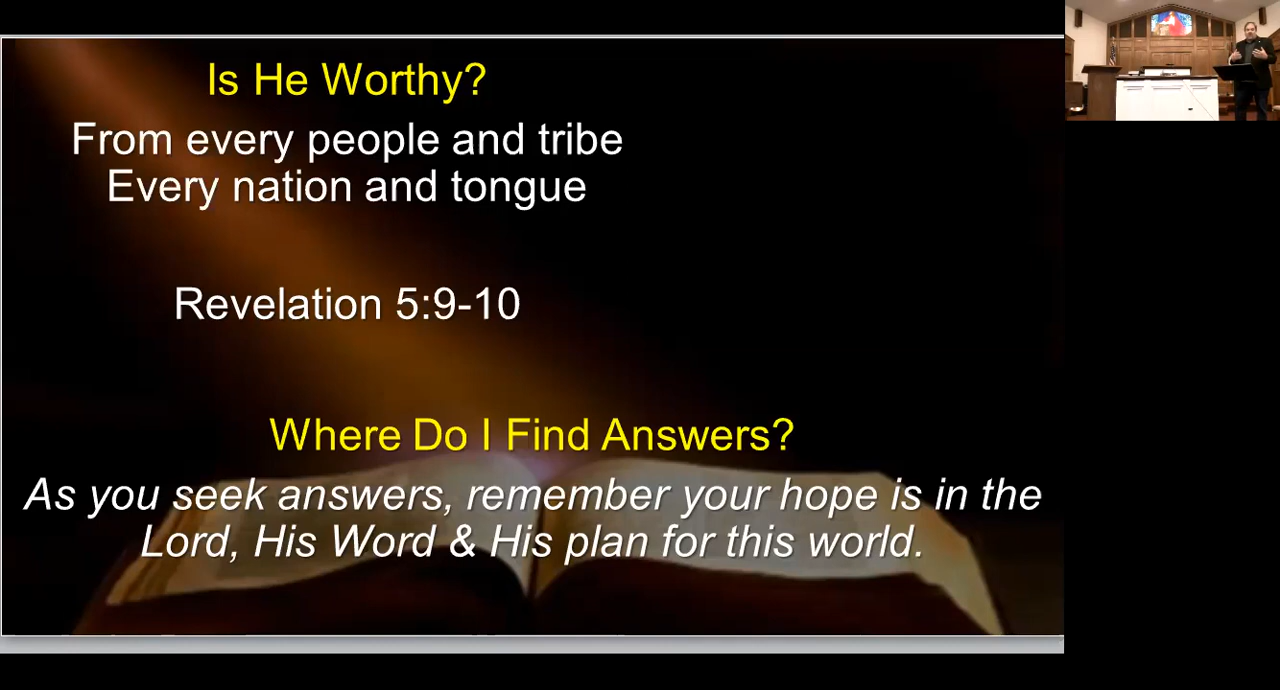 Is He Worthy?
From every people and tribe
Every nation and tongue
Revelation 5:9-10
Where Do I Find Answers?
As you seek answers, remember your hope is in the
Lord, His Word & His plan for this world.